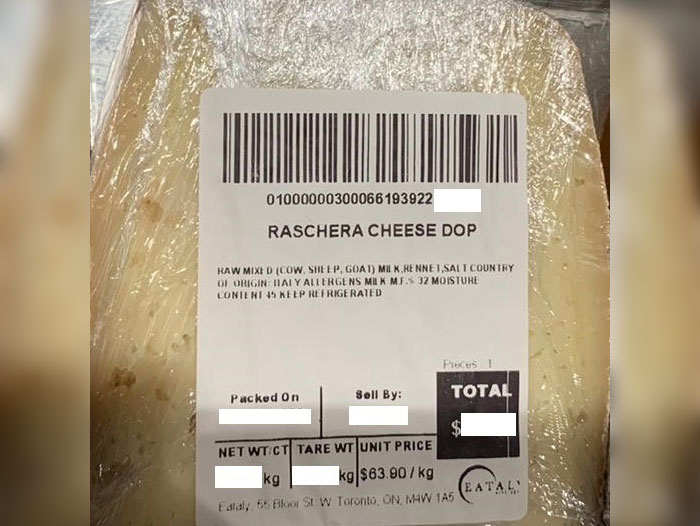 01000000300066193922
RASCHERA CHEESE DOP
RAW MIXED (COW, SHEEP, GOAT) MILK,RENNET,SALT COUNTRY
OF ORIGIN: ITALY ALLERGENS MILK M.F.% 32 MOISTURE
CONTENT 45 KEEP REFRIGERATED
Pieces 1
Packed On
Sell By:
TOTAL
$
NET WT/CT TARE WT UNIT PRICE
kg kg $63.90 / kg
EATALY
Eataly, 55 Bloor St. W Toronto, ON, M4W 1A5